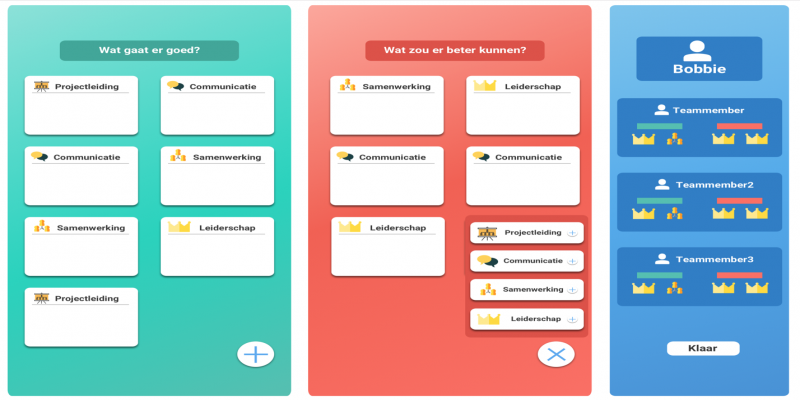 Wat gaat er goed?
Projectleiding
Communicatie
Communicatie
Samenwerking
Samenwerking
Leiderschap
Projectleiding
Wat zou er beter kunnen?
Samenwerking
Leiderschap
Communicatie
Communicatie
Leiderschap
Projectleiding
Communicatie
Samenwerking
Leiderschap
Bobbie
Teammember
Teammember2
Teammember3
Klaar